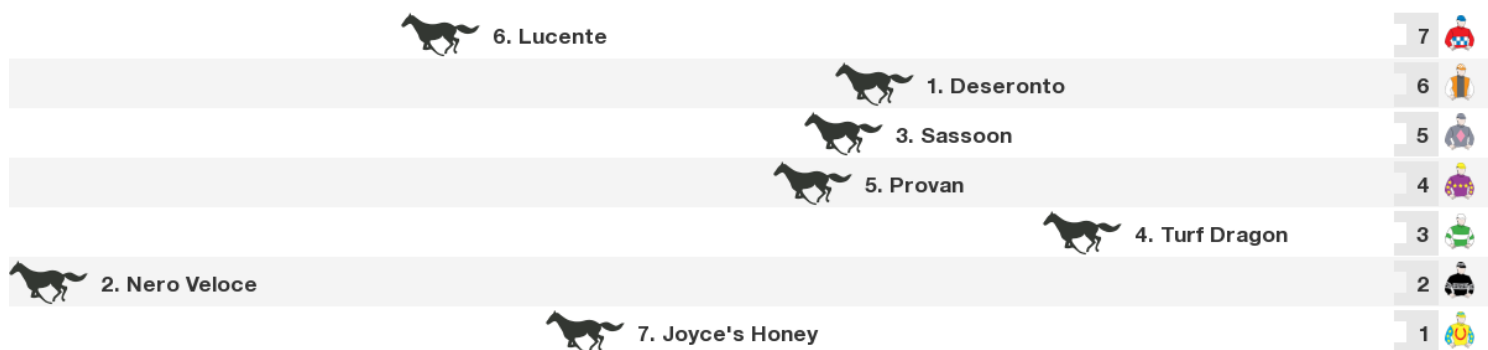 6. Lucente 7
1. Deseronto 6
3. Sassoon 5
5. Provan 4
4. Turf Dragon 3
2. Nero Veloce 2
7. Joyce's Honey 1